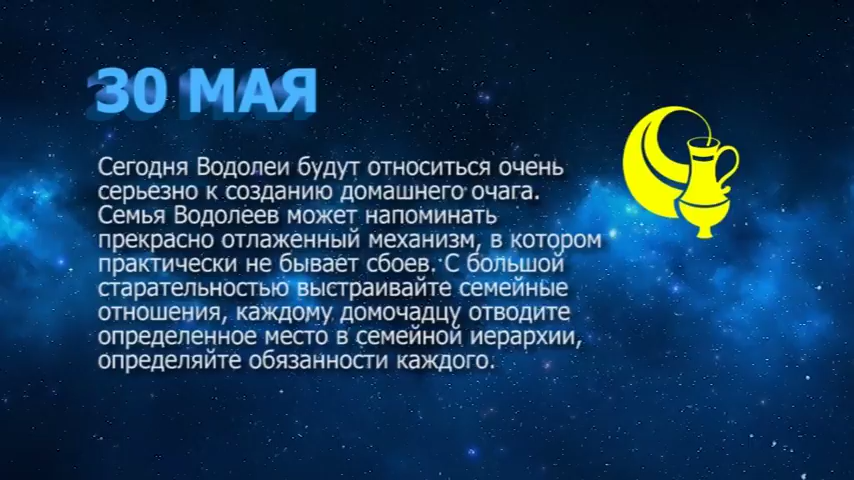 30 МАЯ
Сегодня Водолеи будут относиться очень
серьезно к созданию домашнего очага.
Семья Водолеев может напоминать
прекрасно отлаженный механизм, в котором
практически не бывает сбоев. С большой
старательностью выстраивайте семейные
отношения, каждому домочадцу отводите
определенное место в семейной иерархии,
определяйте обязанности каждого.